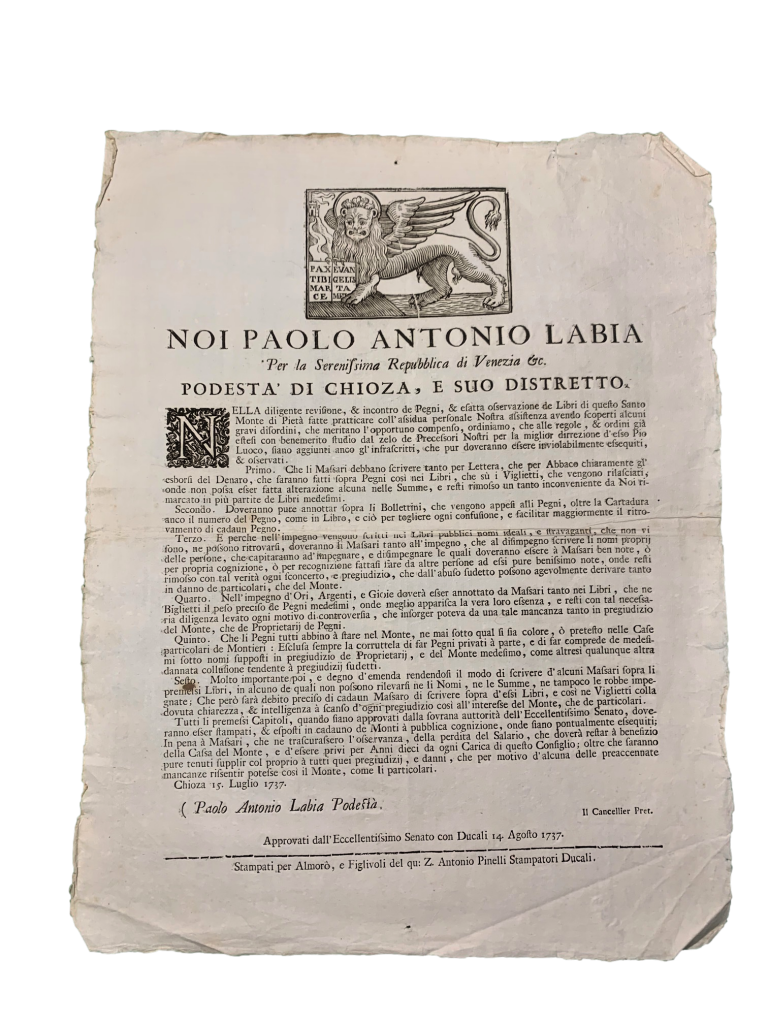 PAX EVAN
TIBI GELIS
MAR TA
CE MEVS
NOI PAOLO ANTONIO LABIA
Per la Sereniſsima Repubblica di Venezia &c.
PODESTA' DI CHIOZA, E SUO DISTRETTO.
NELLA diligente reviſione, & incontro de Pegni, & eſatta oſſervazione de Libri di queſto Santo
Monte di Pietà fatte pratticare coll'aſſidua perſonale Noſtra aſſiſtenza avendo ſcoperti alcuni
gravi diſordini, che meritano l'opportuno compenſo, ordiniamo, che alle regole, & ordini già
eſteſi con benemerito ſtudio dal zelo de Preceſſori Noſtri per la miglior dirrezione d'eſſo Pio
Luoco, ſiano aggiunti anco gl'infraſcritti, che pur doveranno eſſere inviolabilmente eſſequiti,
& oſſervati.
Primo. Che li Maſſari debbano ſcrivere tanto per Lettera, che per Abbaco chiaramente gl'
esborſi del Denaro, che ſaranno fatti ſopra Pegni così nei Libri, che sù i Viglietti, che vengono rilaſciati,
onde non poſſa eſſer fatta alterazione alcuna nelle Summe, e reſti rimoſſo un tanto inconveniente da Noi ri-
marcato in più partite de Libri medeſimi.
Secondo. Doveranno pure annottar ſopra li Bollettini, che vengono appeſi alli Pegni, oltre la Cartadura
anco il numero del Pegno, come in Libro, e ciò per togliere ogni confuſione, e facilitar maggiormente il ritro-
vamento di cadaun Pegno.
Terzo. E perche nell'impegno vengono ſcritti nei Libri pubblici nomi ideali, e ſtravaganti, che non vi
ſono, ne poſſono ritrovarſi, doveranno li Maſſari tanto all'impegno, che al diſimpegno ſcrivere li nomi proprij
delle perſone, che capitaranno ad'impegnare, e diſimpegnare le quali doveranno eſſere à Maſſari ben note, ò
per propria cognizione, ò per recognizione fattaſi fare da altre perſone ad eſſi pure beniſſimo note, onde reſti
rimoſſo con tal verità ogni ſconcerto, e pregiudizio, che dall'abuſo ſudetto poſſono agevolmente derivare tanto
in danno de particolari, che del Monte.
Quarto. Nell'impegno d'Ori, Argenti, e Gioie doverà eſſer annottato da Maſſari tanto nei Libri, che ne
Biglietti il peſo preciſo de Pegni medeſimi, onde meglio appariſca la vera loro eſſenza, e reſti con tal neceſſa-
ria diligenza levato ogni motivo di controverſia, che inſorger poteva da una tale mancanza tanto in pregiudizio
del Monte, che de Proprietarij de Pegni.
Quinto. Che li Pegni tutti abbino à ſtare nel Monte, ne mai ſotto qual ſi ſia colore, ò preteſto nelle Caſe
particolari de Montieri: Eſcluſa ſempre la corruttela di far Pegni privati à parte, e di far comprede de medeſi-
mi ſotto nomi ſuppoſti in pregiudizio de Proprietarij, e del Monte medeſimo, come altresì qualunque altra
dannata colluſione tendente à pregiudizij ſudetti.
Seſto. Molto importante poi, e degno d'emenda rendendoſi il modo di ſcrivere d'alcuni Maſſari ſopra li
premeſſi Libri, in alcuno de quali non poſſono rilevarſi ne li Nomi, ne le Summe, ne tampoco le robbe impe-
gnate; Che però ſarà debito preciſo di cadaun Maſſaro di ſcrivere ſopra d'eſſi Libri, e così ne Viglietti colla
dovuta chiarezza, & intelligenza à ſcanſo d'ogni pregiudizio così all'intereſſe del Monte, che de particolari.
Tutti li premeſſi Capitoli, quando ſiano approvati dalla ſovrana auttorità dell'Eccellentiſſimo Senato, dove-
ranno eſſer ſtampati, & eſpoſti in cadauno de Monti à pubblica cognizione, onde ſiano pontualmente eſſequiti;
In pena à Maſſari, che ne traſcuraſſero l'oſſervanza, della perdita del Salario, che doverà reſtar à benefizio
della Caſſa del Monte, e d'eſſere privi per Anni dieci da ogni Carica di queſto Conſiglio; oltre che ſaranno
pure tenuti ſupplir col proprio à tutti quei pregiudizij, e danni, che per motivo d'alcuna delle preaccennate
mancanze riſentir poteſſe così il Monte, come li particolari.
Chioza 15. Luglio 1737.
( Paolo Antonio Labia Podeſtà.
Il Cancellier Pret.
Approvati dall'Eccellentiſſimo Senato con Ducali 14. Agoſto 1737.
Stampati per Almorò, e Figlivoli del qu: Z. Antonio Pinelli Stampatori Ducali.